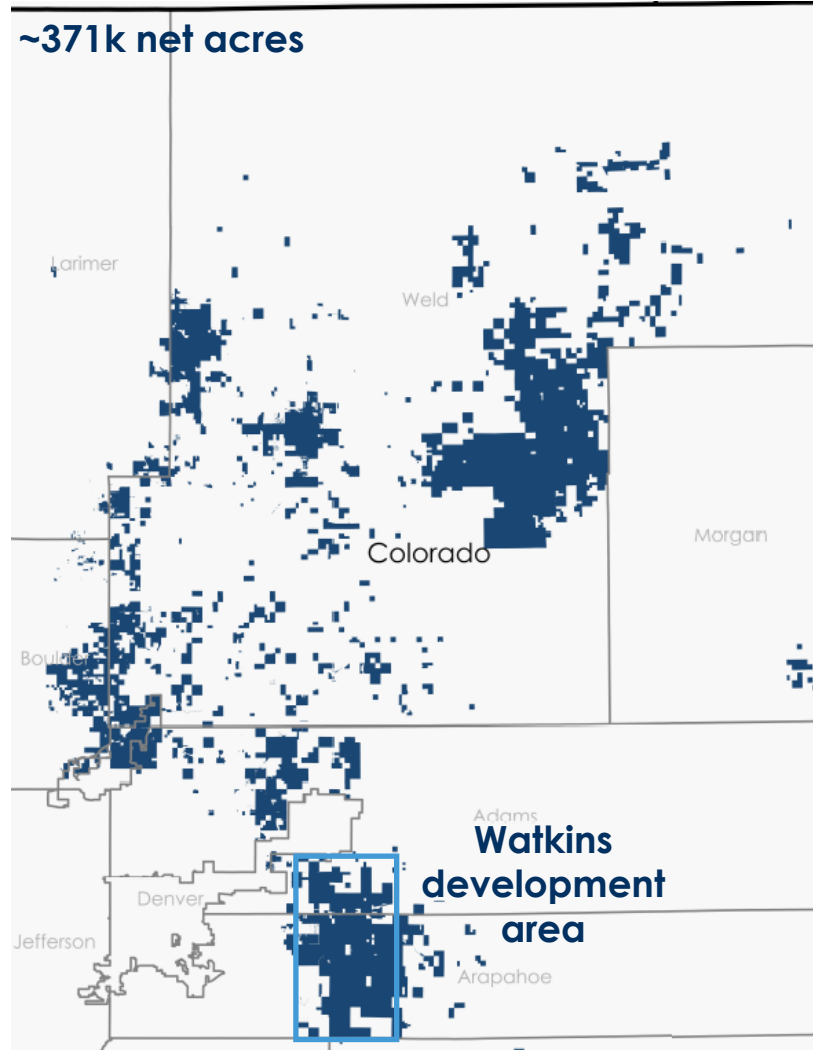 ~371k net acres
Larimer
Weld
Colorado
Morgan
Boulder
Adams
Watkins
development
area
Denver
Jefferson
Arapahoe